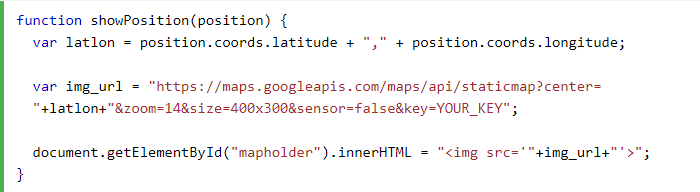 function showPosition(position) {
  var latlon = position.coords.latitude + "," + position.coords.longitude;

  var img_url = "https://maps.googleapis.com/maps/api/staticmap?center=
  "+latlon+"&zoom=14&size=400x300&sensor=false&key=YOUR_KEY";

  document.getElementById("mapholder").innerHTML = "<img src='"+img_url+"'>";
}